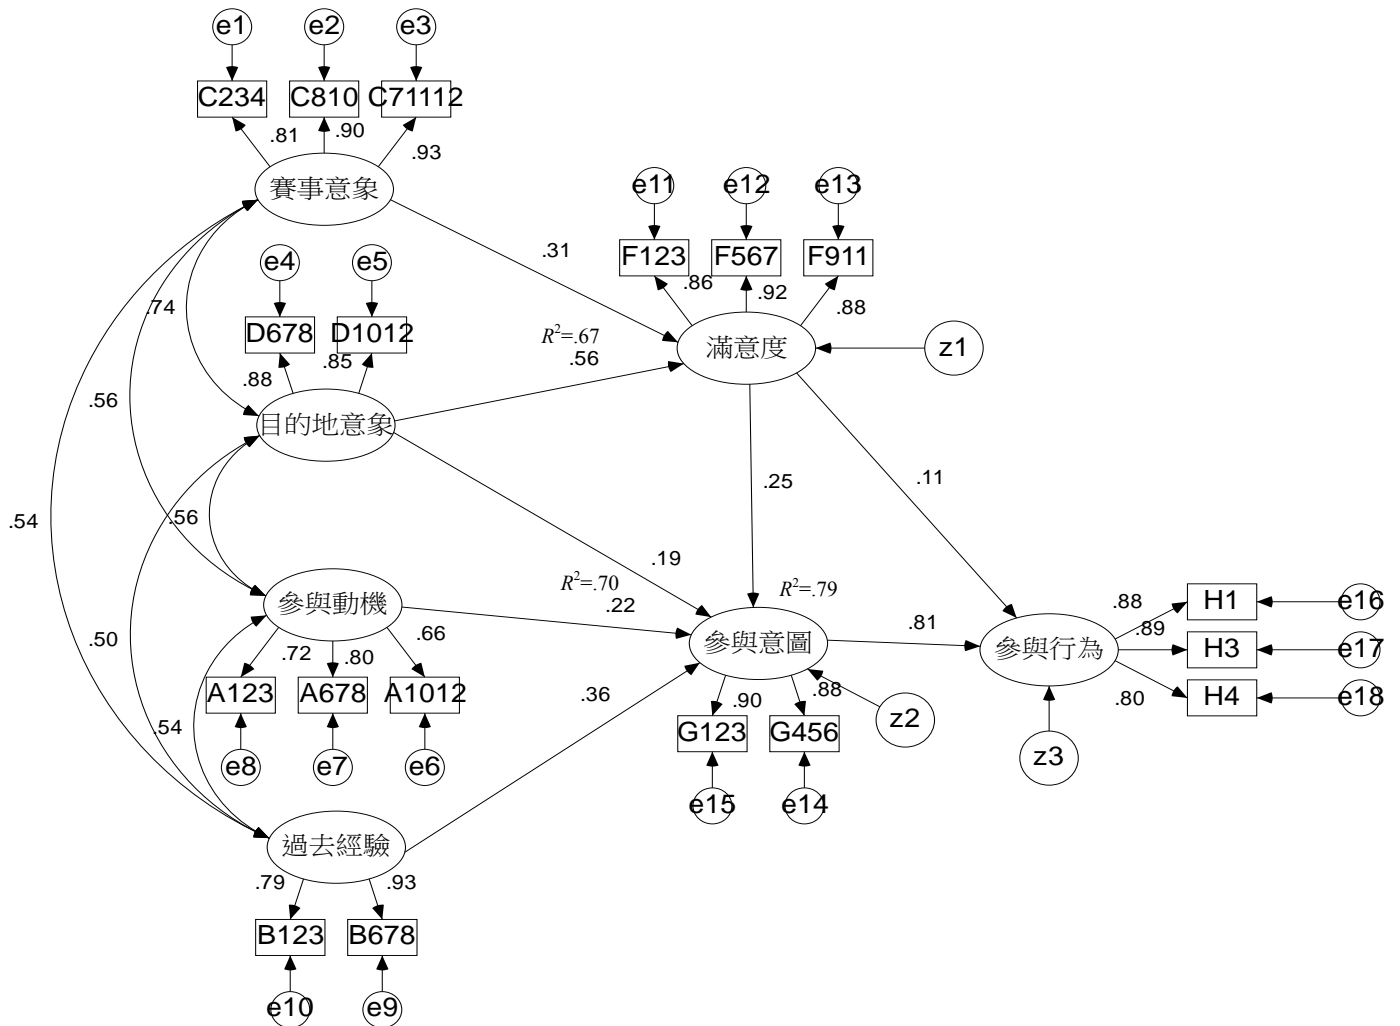 e1
e2
e3
C234
C810
C71112
.81
.90
.93
賽事意象
e11
e12
e13
e4
e5
.31
F123
F567
F911
.86
.92
.88
.74
D678
D1012
R²=.67
滿意度
z1
.88
.85
.56
.56
目的地意象
.25
.11
.54
.56
.19
R²=.70
R²=.79
.22
參與動機
.88
H1
e16
.50
.72
.80
.66
參與意圖
.81
參與行為
.89
H3
e17
A123
A678
A1012
.36
.90
.88
z2
.80
H4
e18
.54
G123
G456
z3
e8
e7
e6
e15
e14
過去經驗
.79
.93
B123
B678
e10
e9